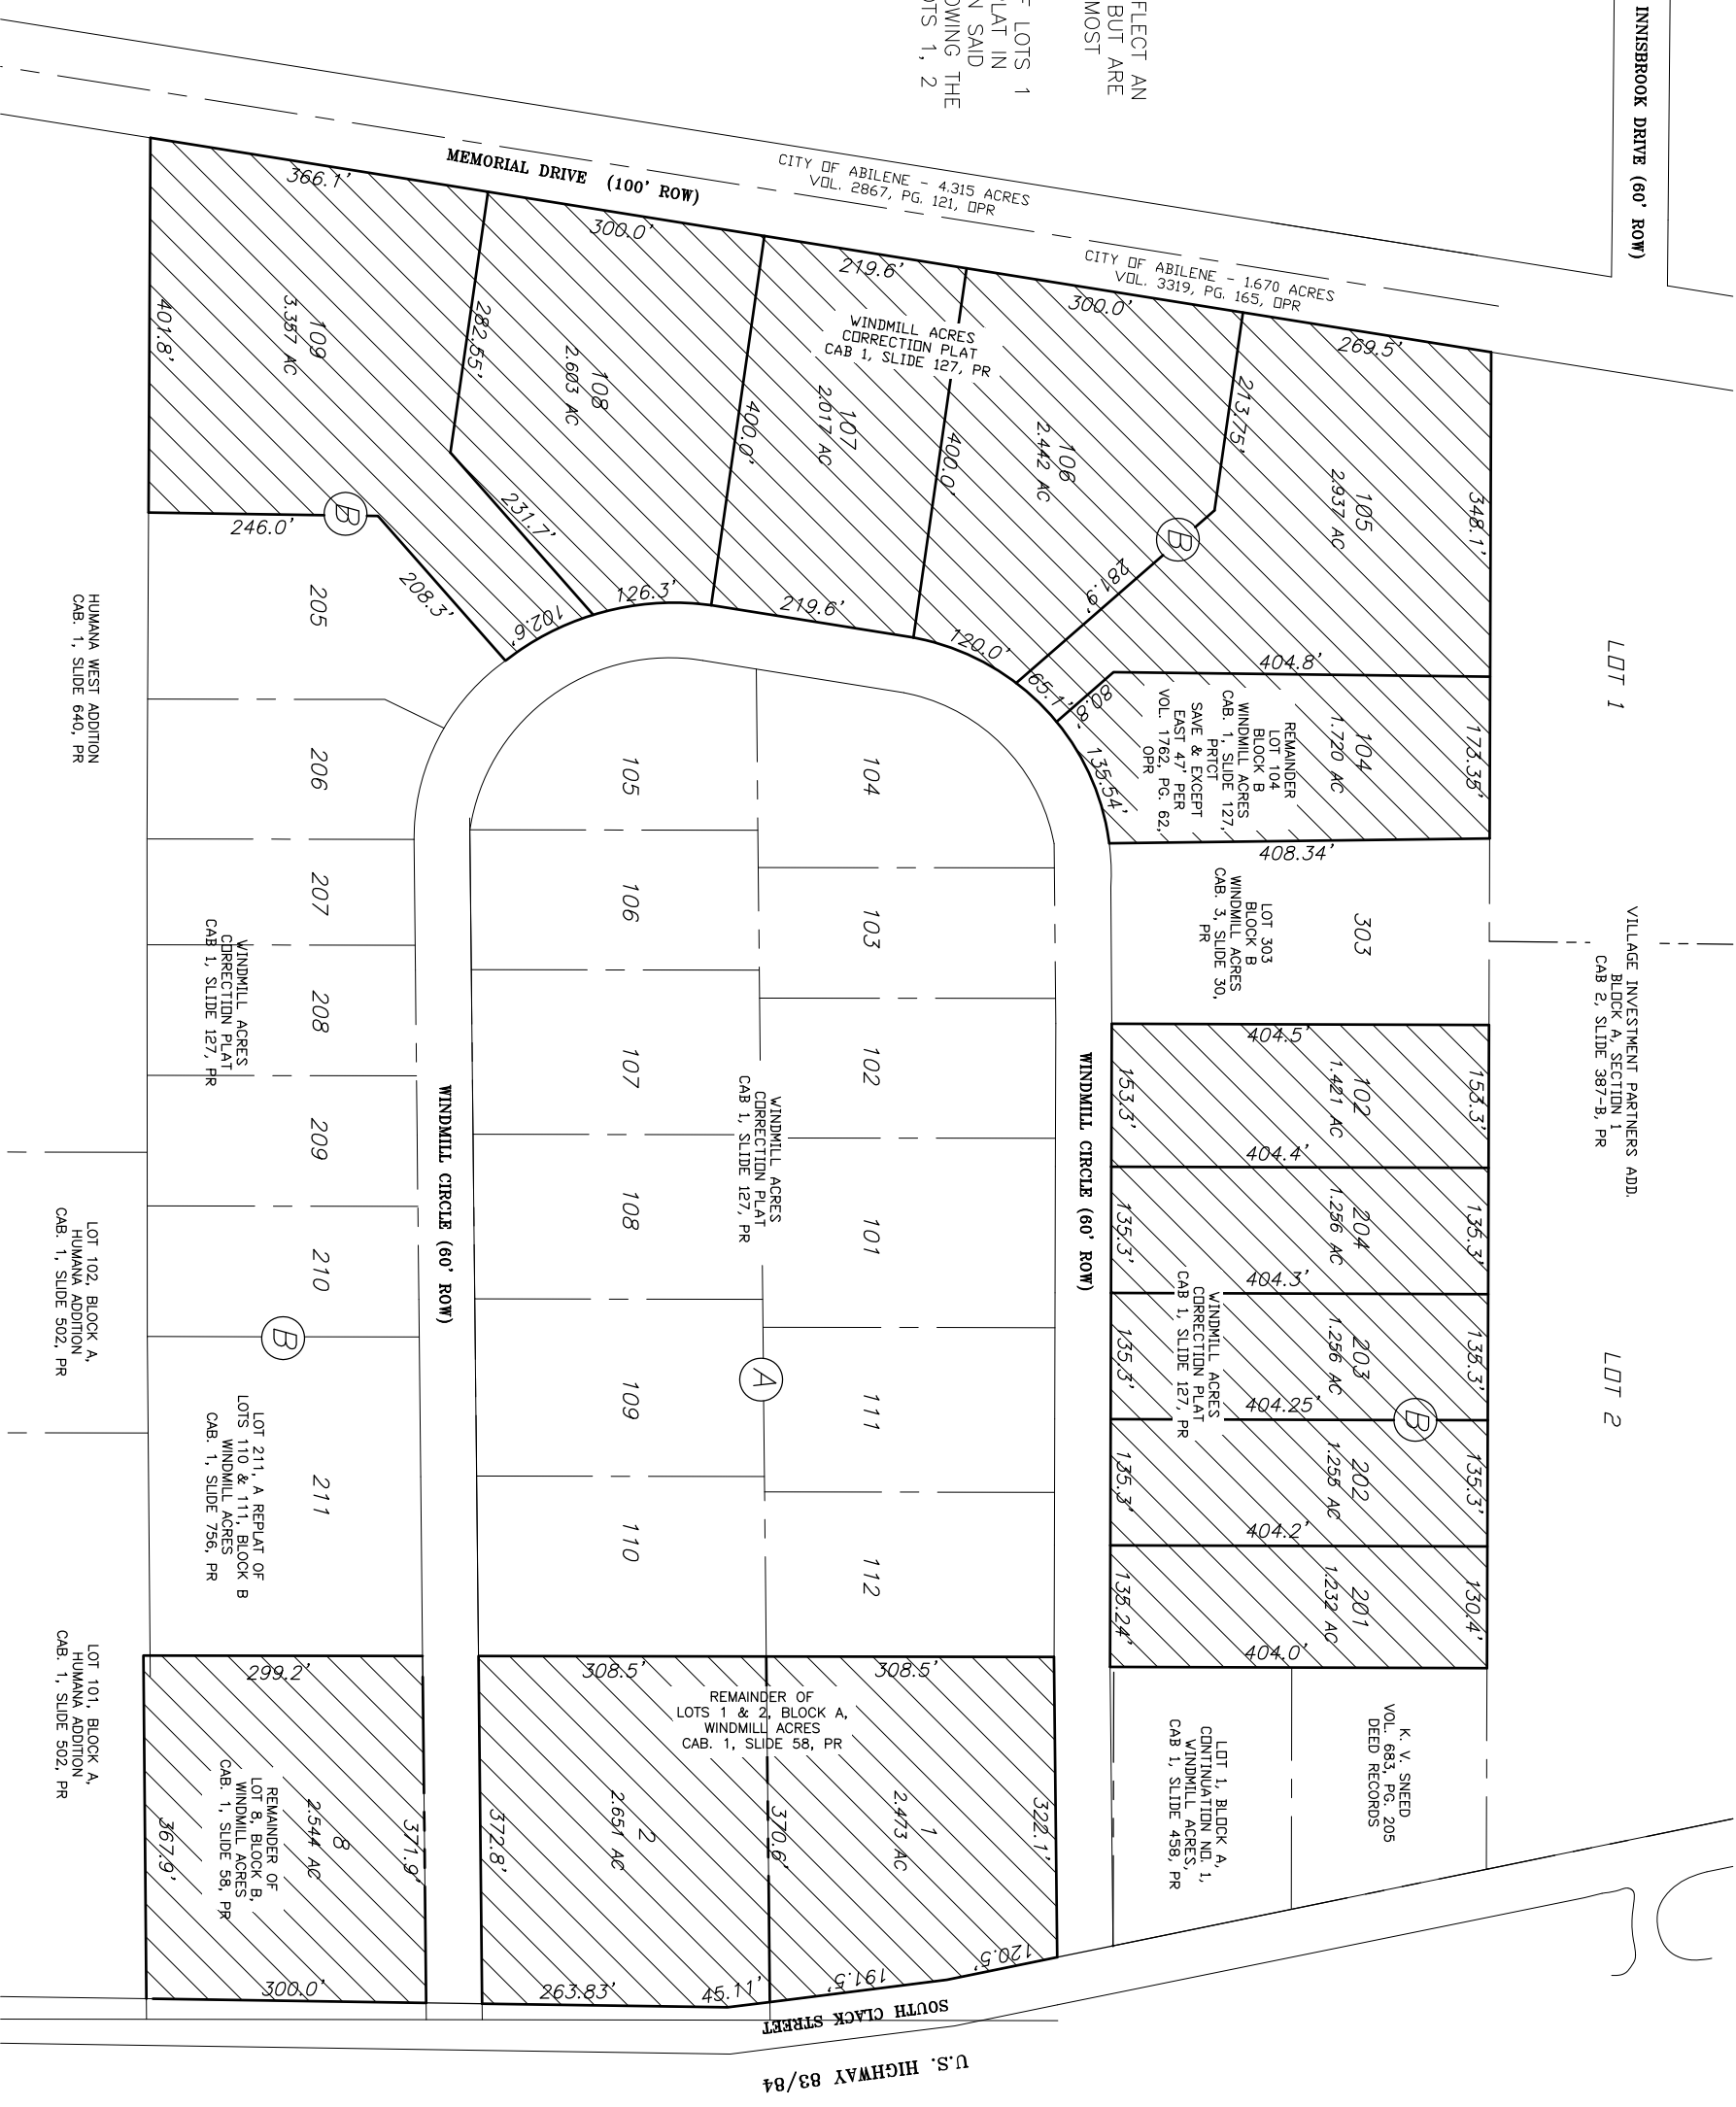 INNISBROOK DRIVE (60' ROW)
FLECT AN
BUT ARE
MOST
F LOTS 1
PLAT IN
N SAID
OWING THE
OTS 1, 2
MEMORIAL DRIVE (100' ROW)
CITY OF ABILENE - 4.315 ACRES
VOL. 2867, PG. 121, OPR
CITY OF ABILENE - 1.670 ACRES
VOL. 3319, PG. 165, OPR
366.1'
300.0'
219.6'
300.0'
269.5'
WINDMILL ACRES
CORRECTION PLAT
CAB 1, SLIDE 127, PR
109
3.357 AC
401.8'
282.55'
108
2.603 AC
400.0'
107
2.017 AC
400.0'
106
2.442 AC
213.75'
105
2.937 AC
348.1'
B
246.0'
208.3'
231.7'
102.6'
126.3'
219.6'
120.0'
287.9'
B
65.1'
80.8'
404.8'
135.54'
173.35'
104
1.720 AC
REMAINDER
LOT 104
BLOCK B
WINDMILL ACRES
CAB. 1, SLIDE 127,
PRTCT
SAVE & EXCEPT
EAST 47' PER
VOL. 1762, PG. 62,
OPR
408.34'
303
LOT 303
BLOCK B
WINDMILL ACRES
CAB. 3, SLIDE 30,
PR
LOT 1
VILLAGE INVESTMENT PARTNERS ADD.
BLOCK A, SECTION 1
CAB 2, SLIDE 387-B, PR
LOT 2
404.5'
153.3'
102
1.421 AC
153.3'
404.4'
135.3'
204
1.256 AC
135.3'
404.3'
135.3'
203
1.256 AC
135.3'
404.25'
B
135.3'
202
1.255 AC
135.3'
404.2'
135.24'
201
1.232 AC
130.4'
404.0'
WINDMILL ACRES
CORRECTION PLAT
CAB 1, SLIDE 127, PR
K. V. SNEED
VOL. 683, PG. 205
DEED RECORDS
LOT 1, BLOCK A,
CONTINUATION NO. 1,
WINDMILL ACRES,
CAB 1, SLIDE 458, PR
WINDMILL CIRCLE (60' ROW)
104
103
102
101
111
112
WINDMILL ACRES
CORRECTION PLAT
CAB 1, SLIDE 127, PR
A
105
106
107
108
109
110
WINDMILL CIRCLE (60' ROW)
205
206
207
208
209
210
211
WINDMILL ACRES
CORRECTION PLAT
CAB 1, SLIDE 127, PR
B
LOT 211, A REPLAT OF
LOTS 110 & 111, BLOCK B
WINDMILL ACRES
CAB. 1, SLIDE 756, PR
HUMANA WEST ADDITION
CAB. 1, SLIDE 640, PR
LOT 102, BLOCK A,
HUMANA ADDITION
CAB. 1, SLIDE 502, PR
LOT 101, BLOCK A,
HUMANA ADDITION
CAB. 1, SLIDE 502, PR
299.2'
371.9'
8
2.544 AC
REMAINDER OF
LOT 8, BLOCK B,
WINDMILL ACRES
CAB. 1, SLIDE 58, PR
367.9'
300.0'
308.5'
308.5'
REMAINDER OF
LOTS 1 & 2, BLOCK A,
WINDMILL ACRES
CAB. 1, SLIDE 58, PR
322.1'
1
2.473 AC
370.6'
2
2.651 AC
372.8'
263.83'
45.11'
191.5'
120.5'
SOUTH CLACK STREET
U.S. HIGHWAY 83/84